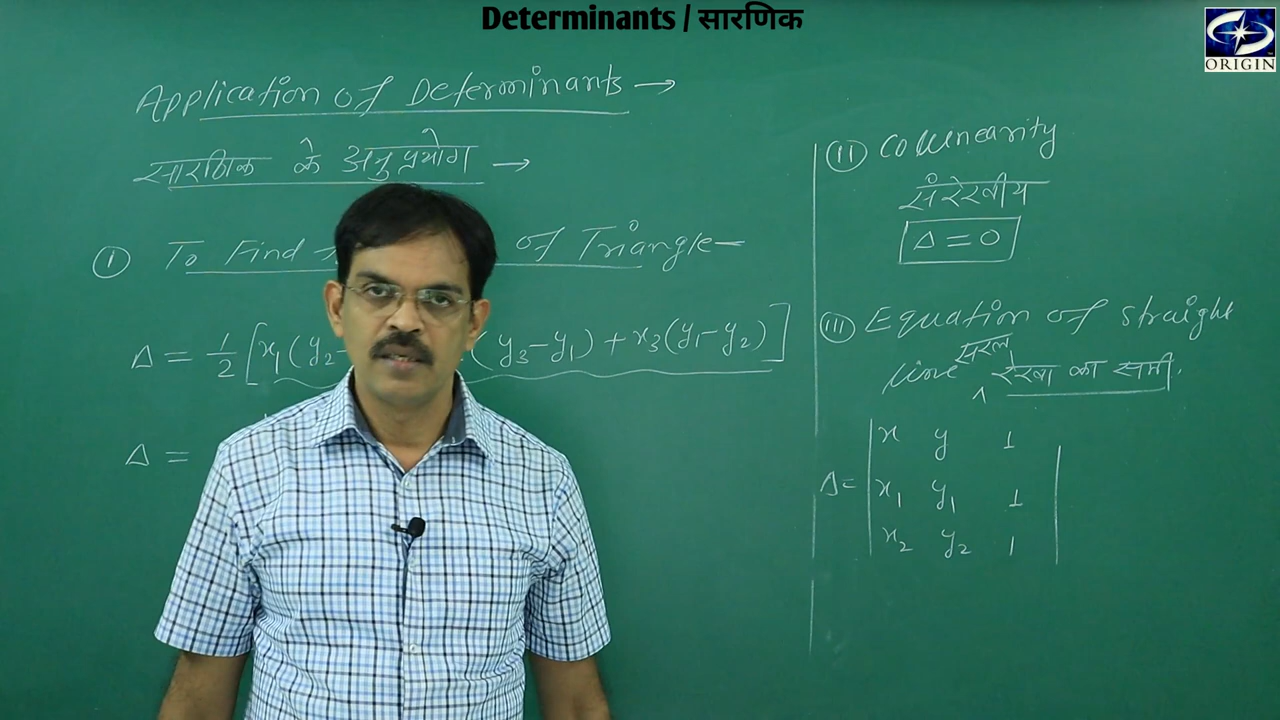 Determinants / सारणिक
ORIGIN
Application of Determinants →
सारणिक के अनुप्रयोग →
① To Find of Triangle-
Δ = 1/2 [x₁(y₂- (y₃-y₁) + x₃(y₁-y₂)]
Δ =
(II) Collinearity
संरेखीय
Δ = 0
(III) Equation of straight
line सरल रेखा का समी.
x y 1
Δ= x₁ y₁ 1
x₂ y₂ 1